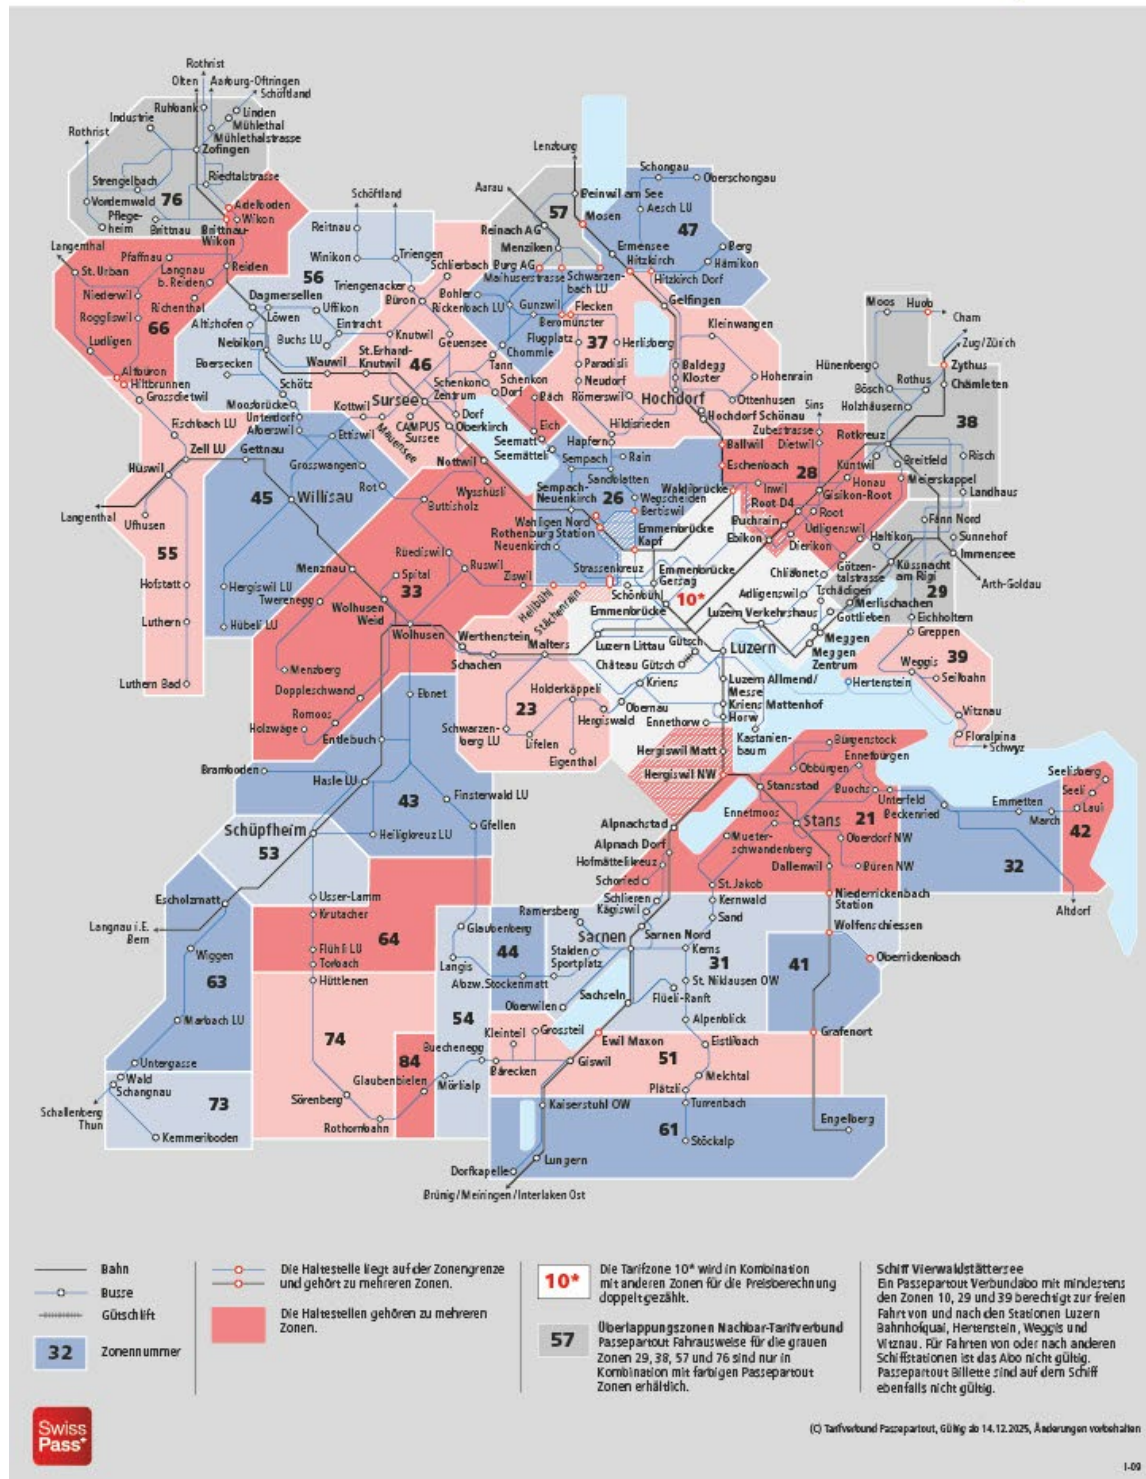 Rothrist
Olten
Aarburg-Oftringen
Schöftland
Ruhbank
Linden
Industrie
Mühlethal
Mühlethalstrasse
Rothrist
Zofingen
Strengelbach
Riedtalstrasse
Vordemwald
76
Adelboden
Pflege-
heim
Wikon
Brittnau
Brittnau-
Wikon
Langenthal
Pfaffnau
Reiden
St. Urban
Langnau
b. Reiden
Niederwil
Richenthal
Roggliswil
66
Ludligen
Altbüron
Hiltbrunnen
Grossdietwil
Fischbach LU
Zell LU
Gettnau
Hüswil
Langenthal
Ufhusen
55
Hofstatt
Luthern
Luthern Bad
Schöftland
Reitnau
Winikon
Triengen
56
Triengenacker
Dagmersellen
Uffikon
Löwen
Altishofen
Eintracht
Buchs LU
Nebikon
Knutwil
Wauwil
St. Erhard-
Knutwil
Ebersecken
Schötz
Moosbrücke
Unterdorf
Alberswil
Kottwil
Ettiswil
Mauensee
Schlierbach
Büron
Geuensee
46
Tann
Schenkon
Zentrum
Schenkon
Dorf
Sursee
Dorf
Oberkirch
CAMPUS
Sursee
Nottwil
Grosswangen
Rot
45
Willisau
Hergiswil LU
Hübeli LU
Menznau
Wysshüsli
Buttisholz
Rüediswil
Ruswil
Spital
Ziswil
Twerenegg
33
Wolhusen
Weid
Wolhusen
Menzberg
Doppleschwand
Romoos
Holzwäge
Werthenstein
Schachen
Malters
Lenzburg
Aarau
Beinwil am See
57
Reinach AG
Mosen
Menziken
Burg AG
Maihuserstrasse
Schwarzen-
bach LU
Bohler
Rickenbach LU
Gunzwil
Flecken
Beromünster
Flugplatz
Chommle
37
Herlisberg
Paradisli
Neudorf
Römerswil
Hildisrieden
Schongau
Oberschongau
Aesch LU
47
Ermensee
Berg
Hitzkirch
Hämikon
Hitzkirch Dorf
Gelfingen
Kleinwangen
Baldegg
Kloster
Hohenrain
Ottenhusen
Hochdorf
Hochdorf Schönau
Bäch
Eich
Seematt
Seemätteli
Hapfern
Rain
Sempach
Sandblatten
Sempach-
Neuenkirch
26
Wegscheiden
Bertiswil
Wahligen Nord
Rothenburg Station
Neuenkirch
Emmenbrücke
Kapf
Waldibrücke
Ballwil
Eschenbach
Zubestrasse
Dietwil
Sins
28
Inwil
Root D4
Buchrain
Ebikon
Honau
Gisikon-Root
Root
Udligenswil
Dierikon
Moos
Huob
Cham
Zug/Zürich
Zythus
Hünenberg
Rothus
Chämleten
Bösch
Holzhäusern
38
Rotkreuz
Küntwil
Breitfeld
Risch
Meierskappel
Landhaus
Fänn Nord
Sunnehof
Haltikon
Immensee
Küssnacht
am Rigi
Arth-Goldau
Götzen-
talstrasse
29
Merlischachen
Eichholtern
Greppen
39
Weggis
Seilbahn
Hertenstein
Vitznau
Floralpina
Schwyz
Hellbühl
Stächenrain
Strassenkreuz
Schönbühl
Emmenbrücke
Gersag
Emmenbrücke
10*
Chliäbnet
Adligenswil
Tschädigen
Gottlieben
Luzern Verkehrshaus
Meggen
Meggen
Zentrum
Luzern Littau
Gütsch
Luzern
Château Gütsch
Luzern Allmend/
Messe
Kriens
Kriens Mattenhof
Obernau
Horw
Ennethorw
Kastanien-
baum
23
Holderkäppeli
Hergiswald
Schwarzen-
berg LU
Lifelen
Eigenthal
Hergiswil Matt
Hergiswil NW
Ebnet
Entlebuch
Bramboden
Hasle LU
43
Finsterwald LU
Gfellen
Schüpfheim
Heiligkreuz LU
53
Escholzmatt
Langnau i.E.
Bern
Wiggen
63
Marbach LU
Untergasse
Wald
Schangnau
73
Schallenberg
Thun
Kemmeriboden
Usser-Lamm
Krutacher
64
Flühli LU
Torbach
Hüttlenen
74
Sörenberg
Rothornbahn
Glaubenbielen
84
Glaubenberg
Langis
44
Abzw. Stockenmatt
54
Buechenegg
Mörlialp
Kleinteil
Grossteil
Bärecken
Giswil
Bürgenstock
Ennetbürgen
Obbürgen
Stansstad
Buochs
Unterfeld
Beckenried
Ennetmoos
Stans
21
Mueter-
schwandenberg
Oberdorf NW
Dallenwil
Büren NW
Niederrickenbach
Station
Wolfenschiessen
Oberrickenbach
41
Grafenort
Engelberg
Seelisberg
Seeli
Emmetten
March
Laui
42
32
Altdorf
Alpnachstad
Alpnach Dorf
Hofmättelikreuz
Schoried
St. Jakob
Kernwald
Schlieren
Kägiswil
Sand
Ramersberg
Sarnen
Sarnen Nord
Stalden
Sportplatz
Kerns
31
St. Niklausen OW
Sachseln
Flüeli-Ranft
Oberwilen
Alpenblick
Ewil Maxon
Eistlibach
51
Melchtal
Plätzli
Turrenbach
Kaiserstuhl OW
61
Stöckalp
Lungern
Dorfkapelle
Brünig/Meiringen/Interlaken Ost
Bahn
Busse
Gütschlift
32 Zonennummer
Die Haltestelle liegt auf der Zonengrenze
und gehört zu mehreren Zonen.
Die Haltestellen gehören zu mehreren
Zonen.
10*
Die Tarifzone 10* wird in Kombination
mit anderen Zonen für die Preisberechnung
doppelt gezählt.
57
Überlappungszonen Nachbar-Tarifverbund
Passepartout Fahrausweise für die grauen
Zonen 29, 38, 57 und 76 sind nur in
Kombination mit farbigen Passepartout
Zonen erhältlich.
Schiff Vierwaldstättersee
Ein Passepartout Verbundabo mit mindestens
den Zonen 10, 29 und 39 berechtigt zur freien
Fahrt von und nach den Stationen Luzern
Bahnhofquai, Hertenstein, Weggis und
Vitznau. Für Fahrten von oder nach anderen
Schiffstationen ist das Abo nicht gültig.
Passepartout Billette sind auf dem Schiff
ebenfalls nicht gültig.
Swiss
Pass+
(C) Tarifverbund Passepartout, Gültig ab 14.12.2025, Änderungen vorbehalten
I-09